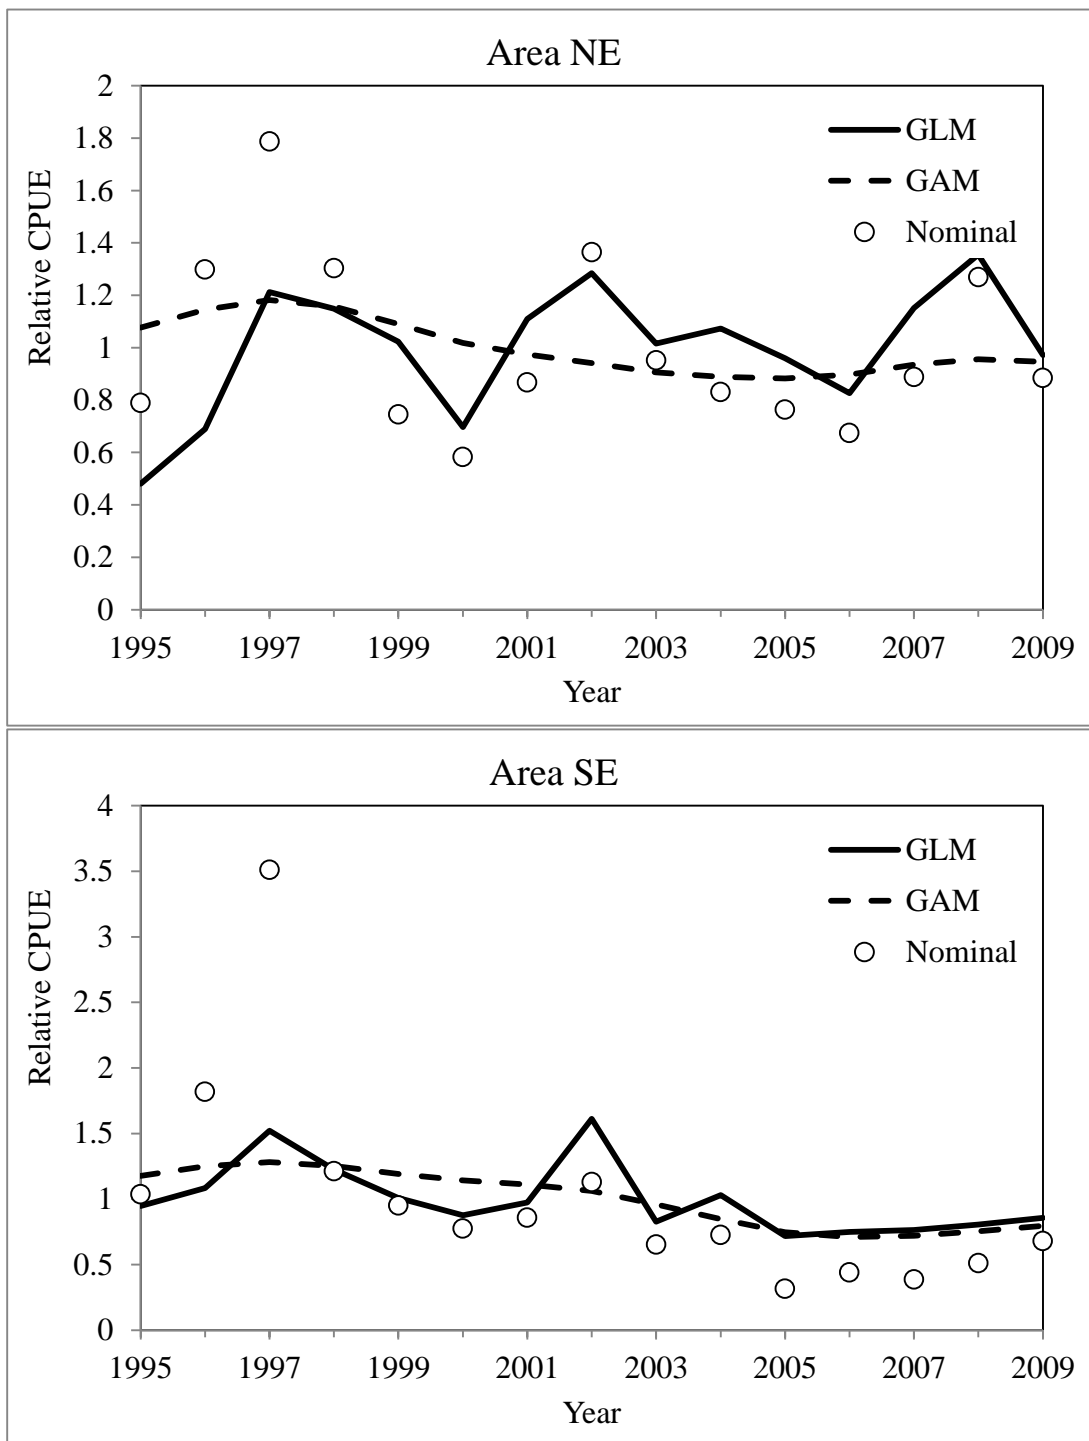 Area NE
2
1.8
1.6
1.4
1.2
1
0.8
0.6
0.4
0.2
0
Relative CPUE
GLM
GAM
Nominal
1995 1997 1999 2001 2003 2005 2007 2009
Year
Area SE
4
3.5
3
2.5
2
1.5
1
0.5
0
Relative CPUE
GLM
GAM
Nominal
1995 1997 1999 2001 2003 2005 2007 2009
Year